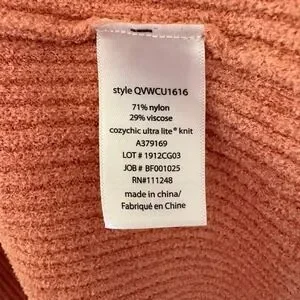 style QVWCU1616
71% nylon
29% viscose
cozychic ultra lite® knit
A379169
LOT # 1912CG03
JOB # BF001025
RN#111248
made in china/
Fabriqué en Chine